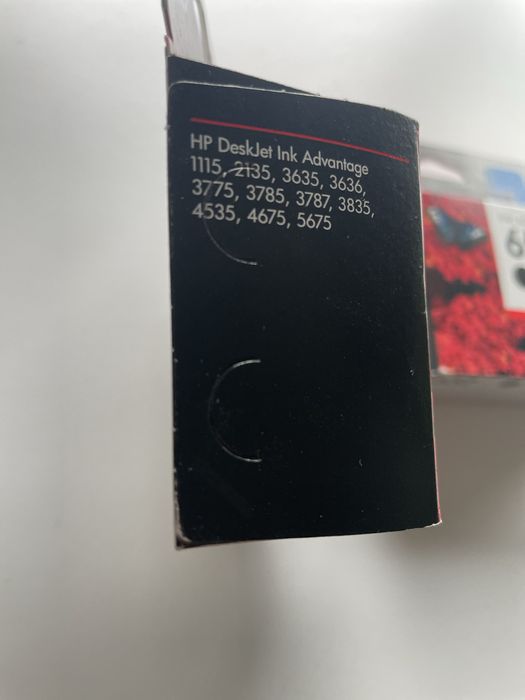 HP DeskJet Ink Advantage
1115, 2135, 3635, 3636,
3775, 3785, 3787, 3835,
4535, 4675, 5675